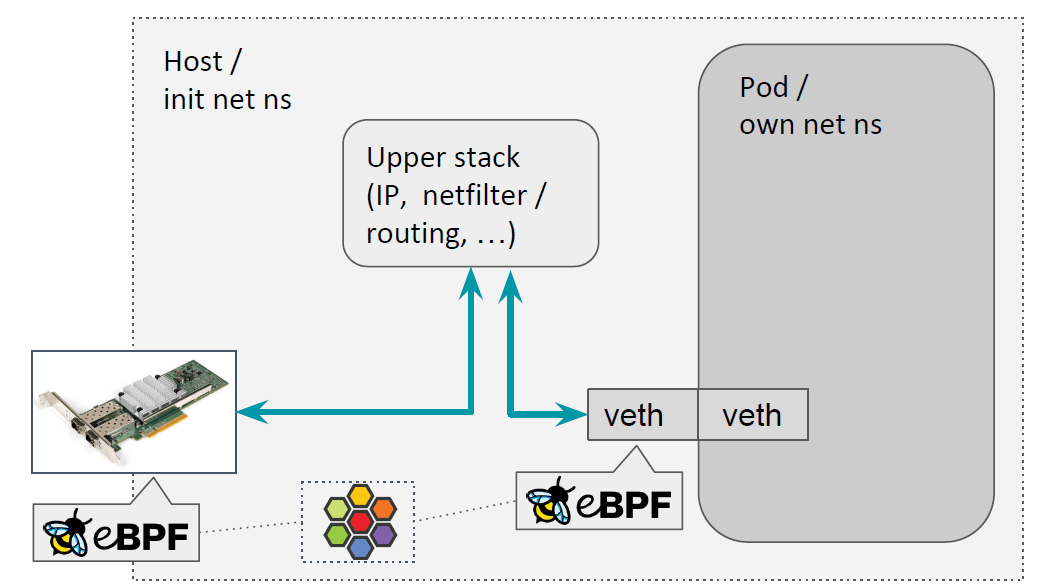 Host /
init net ns
Pod /
own net ns
Upper stack
(IP, netfilter /
routing, …)
veth
veth
eBPF
eBPF